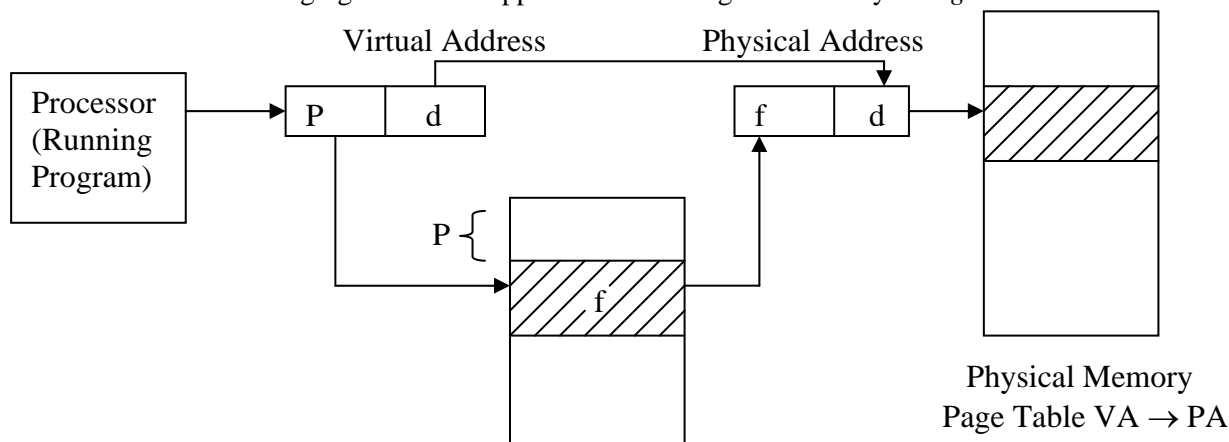 Virtual Address
Physical Address
Processor
(Running
Program)
P
d
f
d
P
f
Physical Memory
Page Table VA → PA